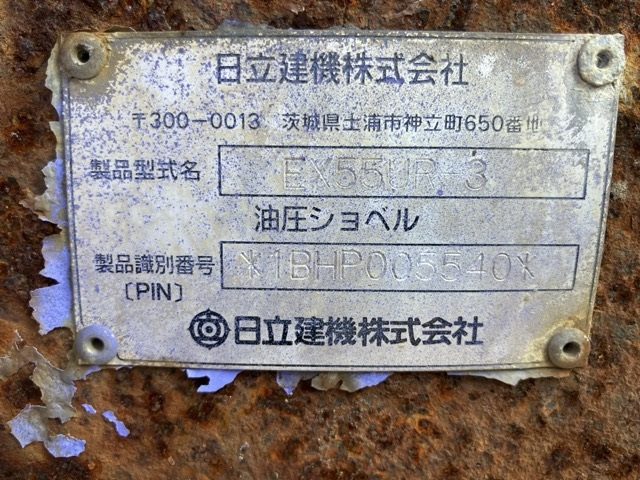 日立建機株式会社
〒300-0013 茨城県土浦市神立町650番地
製品型式名 EX55UR-3
油圧ショベル
製品識別番号 *1BHP005540*
〔PIN〕
日立建機株式会社